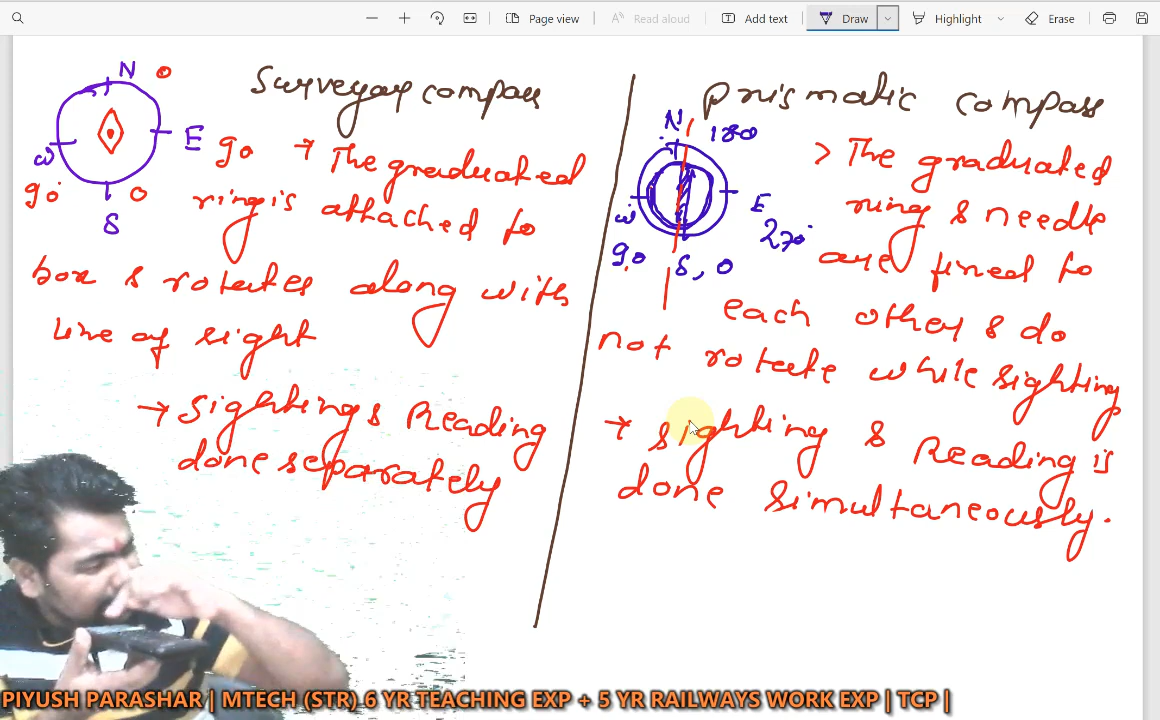 Page view
Read aloud
Add text
Draw
Highlight
Erase
N 0
E 90
W
90°
0
S
Surveyor compass
→ The graduated
ring is attached to
box & rotates along with
line of sight
→ Sighting & Reading
done separately
Prismatic compass
N 180
E
270°
W
90
S, 0
> The graduated
ring & needle
are fixed to
each other & do
not rotate while sighting
→ sighting & Reading is
done simultaneously.
PIYUSH PARASHAR | MTECH (STR) 6 YR TEACHING EXP + 5 YR RAILWAYS WORK EXP | TCP |